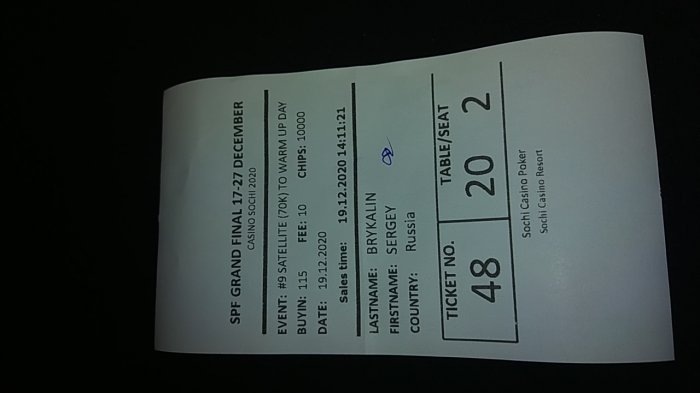 SPF GRAND FINAL 17-27 DECEMBER
CASINO SOCHI 2020
EVENT: #9 SATELLITE (70K) TO WARM UP DAY
BUYIN: 115 FEE: 10 CHIPS: 10000
DATE: 19.12.2020
Sales time: 19.12.2020 14:11:21
LASTNAME: BRYKALIN
FIRSTNAME: SERGEY
COUNTRY: Russia
TICKET NO. TABLE/SEAT
48 20 2
Sochi Casino Poker
Sochi Casino Resort